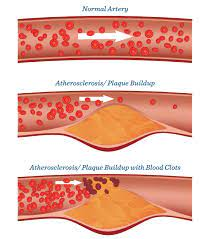 Normal Artery
Atherosclerosis/ Plaque Buildup
Atherosclerosis/ Plaque Buildup with Blood Clots